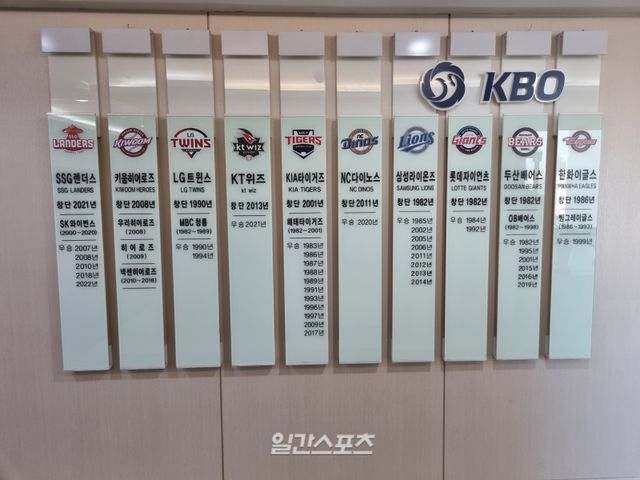 KBO
SSG
LANDERS
SSG랜더스
SSG LANDERS
창단 2021년
SK와이번스
(2000~2020)
우승 2007년
2008년
2010년
2018년
2022년
KIWOOM
키움히어로즈
KIWOOM HEROES
창단 2008년
우리히어로즈
(2008)
히어로즈
(2009)
넥센히어로즈
(2010~2018)
TWINS
LG트윈스
LG TWINS
창단 1990년
MBC 청룡
(1982~1989)
우승 1990년
1994년
kt wiz
KT위즈
kt wiz
창단 2013년
우승 2021년
TIGERS
KIA타이거즈
KIA TIGERS
창단 2001년
해태타이거즈
(1982~2001)
우승 1983년
1986년
1987년
1988년
1989년
1991년
1993년
1996년
1997년
2009년
2017년
NC
DINOS
NC다이노스
NC DINOS
창단 2011년
우승 2020년
Lions
삼성라이온즈
SAMSUNG LIONS
창단 1982년
우승 1985년
2002년
2005년
2006년
2011년
2012년
2013년
2014년
GIANTS
롯데자이언츠
LOTTE GIANTS
창단 1982년
우승 1984년
1992년
BEARS
두산베어스
DOOSAN BEARS
창단 1982년
OB베어스
(1982~1998)
우승 1982년
1995년
2001년
2015년
2016년
2019년
한화이글스
HANWHA EAGLES
창단 1986년
빙그레이글스
(1986~1993)
우승 1999년
일간스포츠